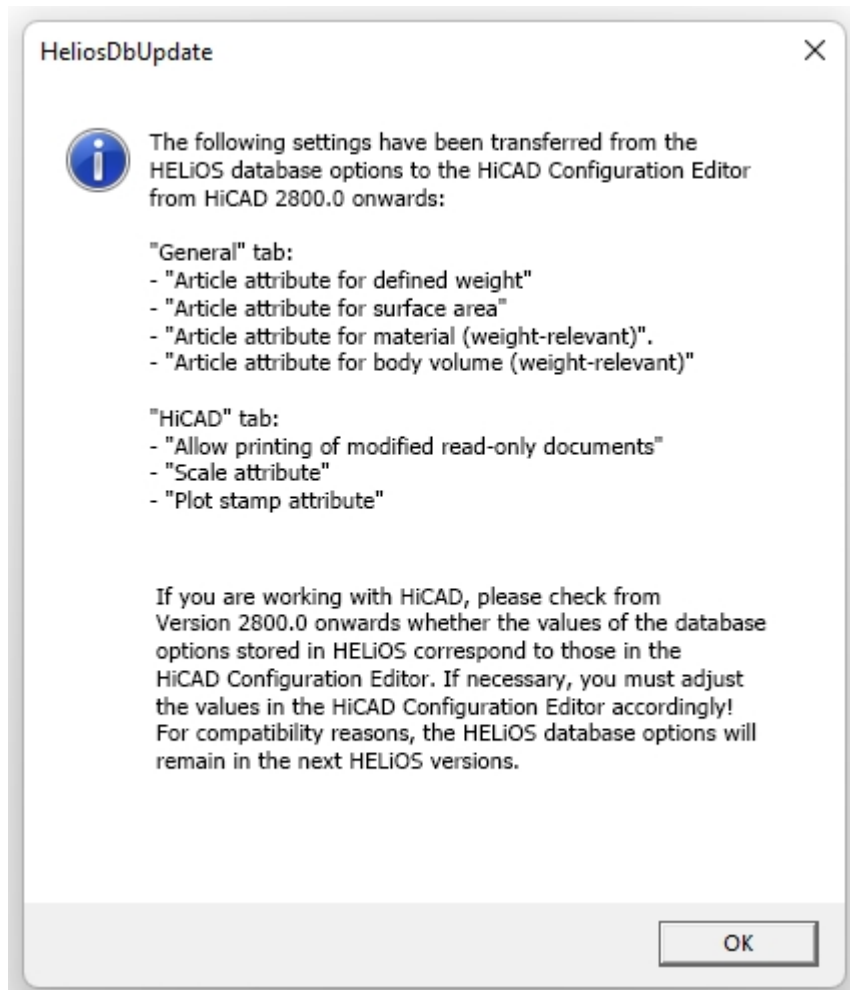 HeliosDbUpdate
The following settings have been transferred from the
HELiOS database options to the HiCAD Configuration Editor
from HiCAD 2800.0 onwards:
"General" tab:
- "Article attribute for defined weight"
- "Article attribute for surface area"
- "Article attribute for material (weight-relevant)".
- "Article attribute for body volume (weight-relevant)"
"HiCAD" tab:
- "Allow printing of modified read-only documents"
- "Scale attribute"
- "Plot stamp attribute"
If you are working with HiCAD, please check from
Version 2800.0 onwards whether the values of the database
options stored in HELiOS correspond to those in the
HiCAD Configuration Editor. If necessary, you must adjust
the values in the HiCAD Configuration Editor accordingly!
For compatibility reasons, the HELiOS database options will
remain in the next HELiOS versions.
OK